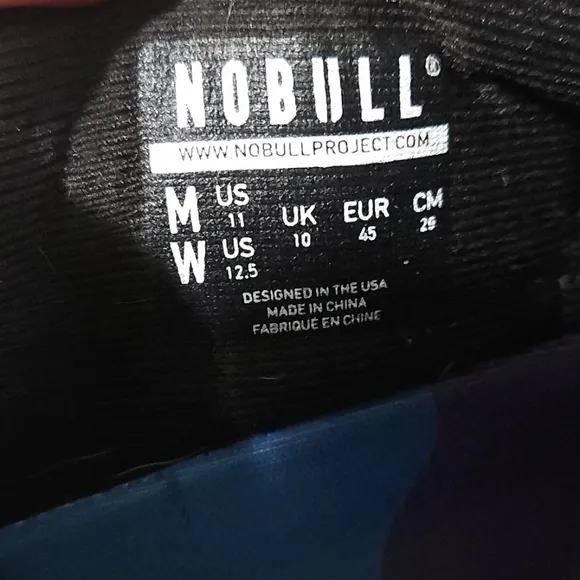 NOBULL®
WWW.NOBULLPROJECT.COM
M US 11 UK 10 EUR 45 CM 29
W US 12.5
DESIGNED IN THE USA
MADE IN CHINA
FABRIQUÉ EN CHINE